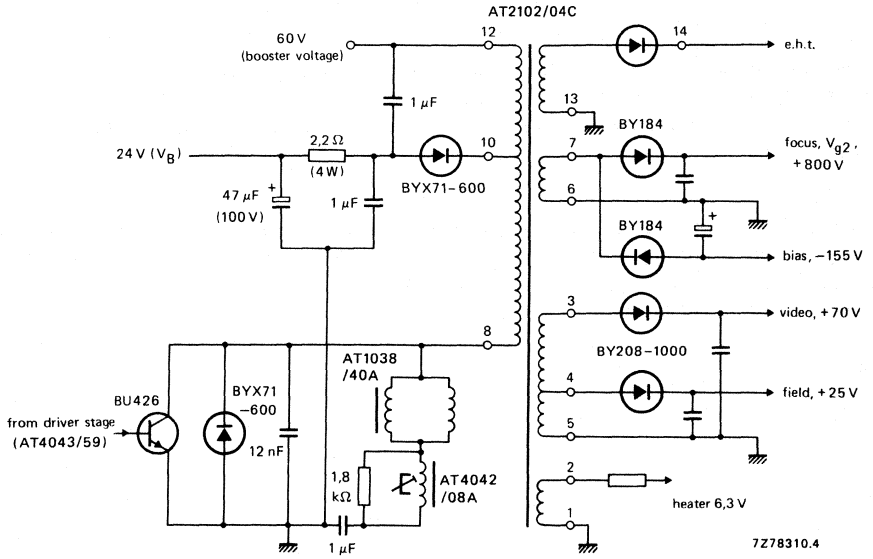 AT2102/04C
60 V
(booster voltage)
12
14
e.h.t.
1 µF
13
24 V (VB)
2,2 Ω
(4W)
10
BYX71-600
BY184
7
focus, Vg2,
+800 V
47 µF
(100 V)
+
1 µF
6
+
BY184
bias, −155 V
3
video, +70 V
8
BY208-1000
AT1038
/40A
4
field, +25 V
BU426
BYX71
-600
5
from driver stage
(AT4043/59)
12 nF
1,8
kΩ
AT4042
/08A
2
heater 6,3 V
1
1 µF
7Z78310.4